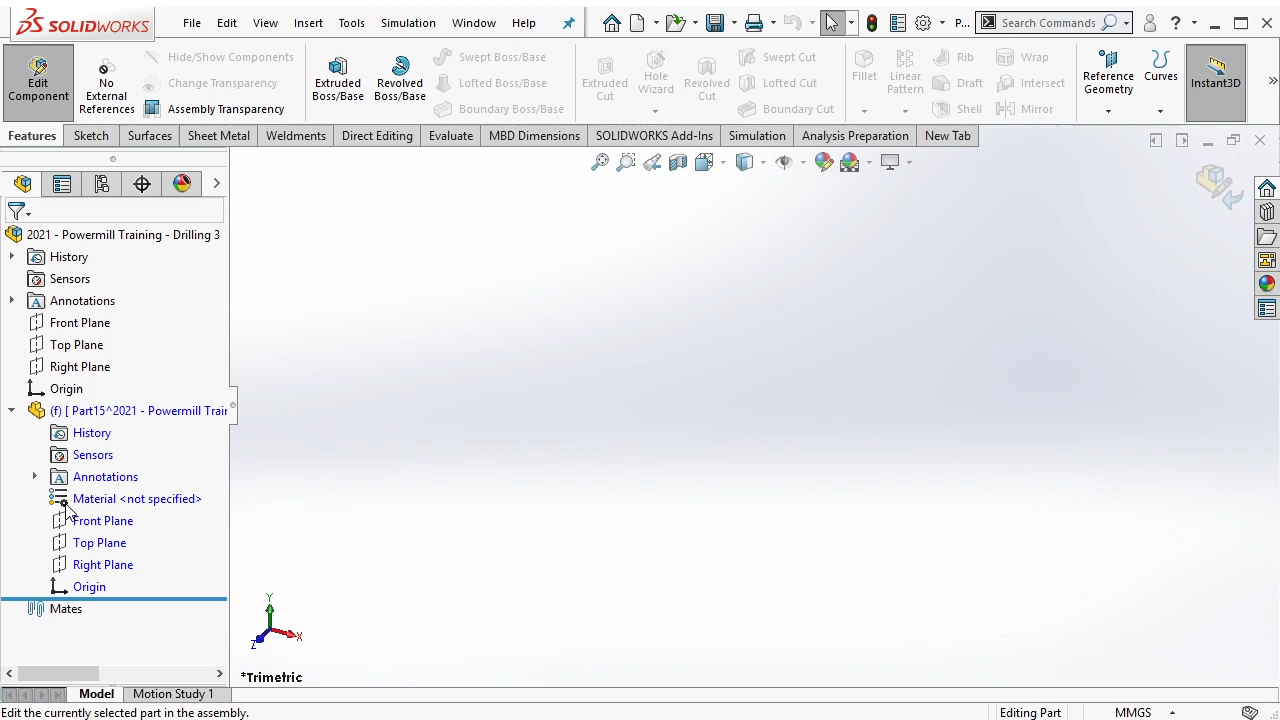 SOLIDWORKS
File Edit View Insert Tools Simulation Window Help
P... Search Commands ?
Edit Component
No External References
Hide/Show Components
Change Transparency
Assembly Transparency
Extruded Boss/Base
Revolved Boss/Base
Swept Boss/Base
Lofted Boss/Base
Boundary Boss/Base
Extruded Cut
Hole Wizard
Revolved Cut
Swept Cut
Lofted Cut
Boundary Cut
Fillet
Linear Pattern
Rib
Draft
Shell
Wrap
Intersect
Mirror
Reference Geometry
Curves
Instant3D
Features Sketch Surfaces Sheet Metal Weldments Direct Editing Evaluate MBD Dimensions SOLIDWORKS Add-Ins Simulation Analysis Preparation New Tab
2021 - Powermill Training - Drilling 3
History
Sensors
Annotations
Front Plane
Top Plane
Right Plane
Origin
(f) [ Part15^2021 - Powermill Trair
History
Sensors
Annotations
Material <not specified>
Front Plane
Top Plane
Right Plane
Origin
Mates
Y
X
Z
*Trimetric
Model Motion Study 1
Edit the currently selected part in the assembly. Editing Part MMGS